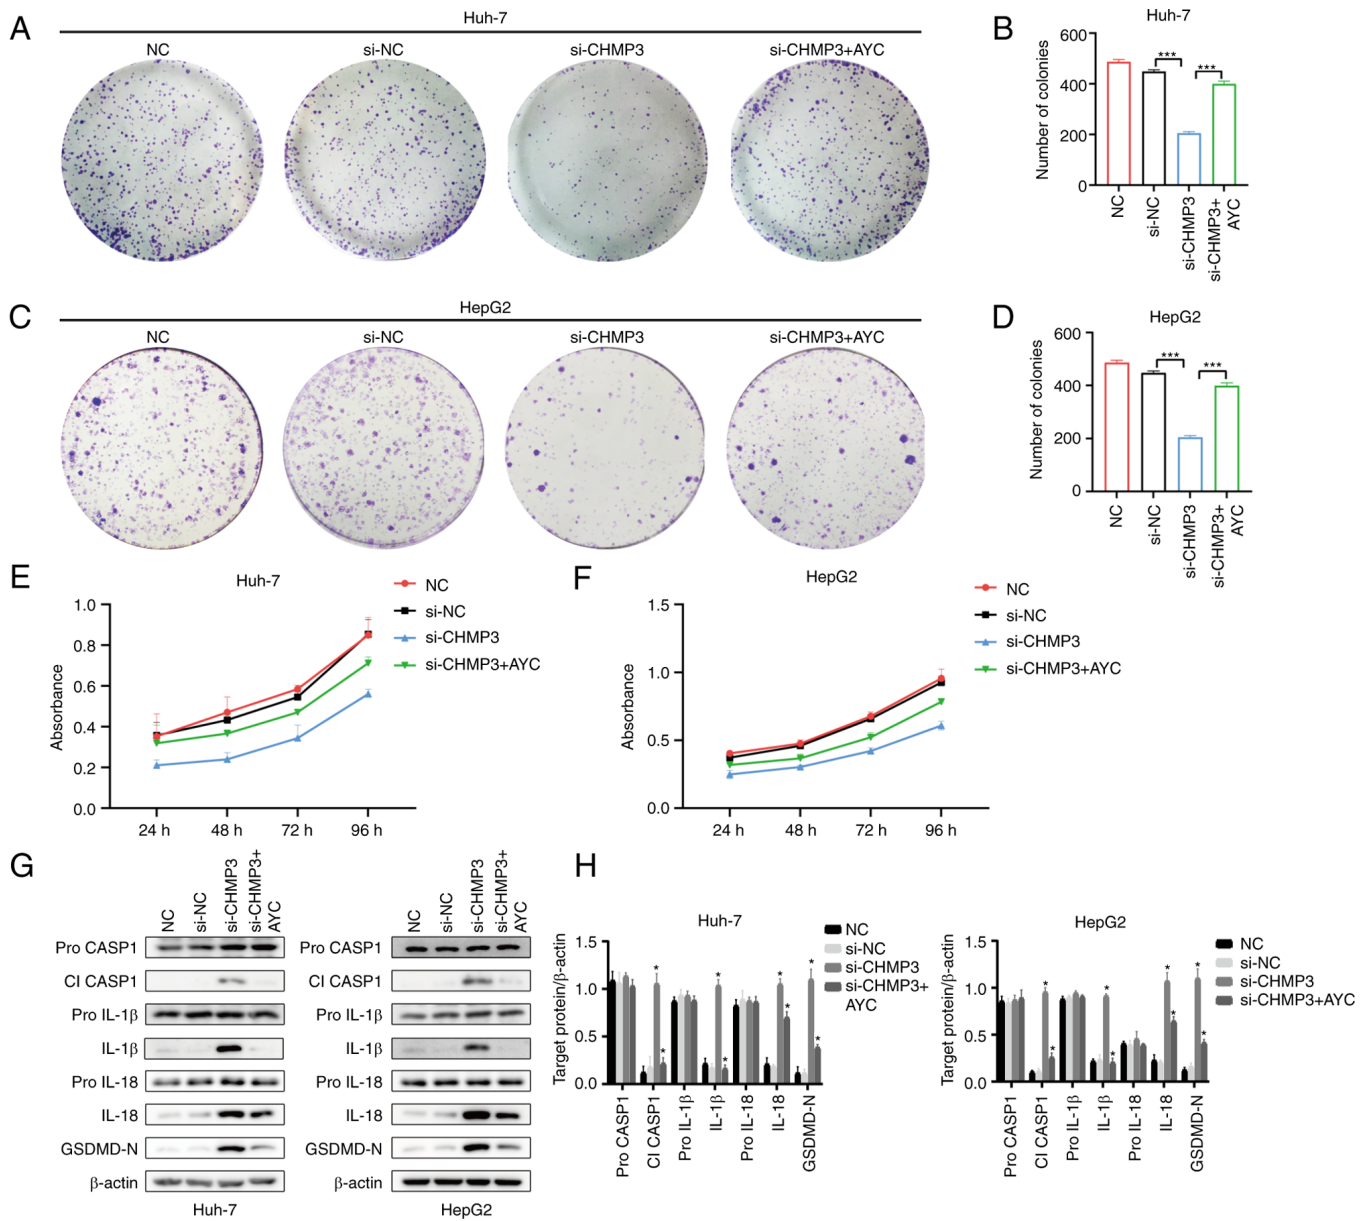 A
Huh-7
NC
si-NC
si-CHMP3
si-CHMP3+AYC
B
Huh-7
Number of colonies
600
400
200
0
***
***
NC
si-NC
si-CHMP3
si-CHMP3+
AYC
C
HepG2
NC
si-NC
si-CHMP3
si-CHMP3+AYC
D
HepG2
Number of colonies
600
400
200
0
***
***
NC
si-NC
si-CHMP3
si-CHMP3+
AYC
E
Huh-7
Absorbance
1.0
0.8
0.6
0.4
0.2
0.0
24 h
48 h
72 h
96 h
NC
si-NC
si-CHMP3
si-CHMP3+AYC
F
HepG2
Absorbance
1.5
1.0
0.5
0.0
24 h
48 h
72 h
96 h
NC
si-NC
si-CHMP3
si-CHMP3+AYC
G
NC
si-NC
si-CHMP3
si-CHMP3+
AYC
Pro CASP1
Cl CASP1
Pro IL-1β
IL-1β
Pro IL-18
IL-18
GSDMD-N
β-actin
Huh-7
NC
si-NC
si-CHMP3
si-CHMP3+
AYC
Pro CASP1
Cl CASP1
Pro IL-1β
IL-1β
Pro IL-18
IL-18
GSDMD-N
β-actin
HepG2
H
Huh-7
Target protein/β-actin
1.5
1.0
0.5
0.0
* * * * * * * *
Pro CASP1
Cl CASP1
Pro IL-1β
IL-1β
Pro IL-18
IL-18
GSDMD-N
NC
si-NC
si-CHMP3
si-CHMP3+
AYC
HepG2
Target protein/β-actin
1.5
1.0
0.5
0.0
* * * * * * * *
Pro CASP1
Cl CASP1
Pro IL-1β
IL-1β
Pro IL-18
IL-18
GSDMD-N
NC
si-NC
si-CHMP3
si-CHMP3+AYC